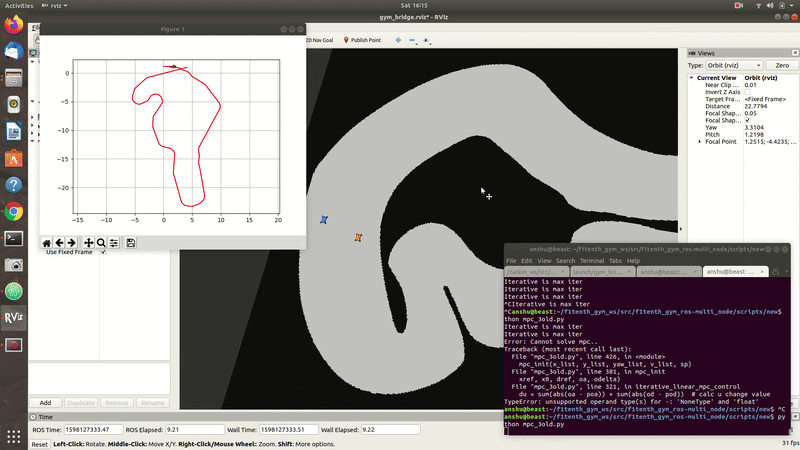 Activities
rviz
Sat 16:15
gym_bridge.rviz* - RViz
Figure 1
2D Nav Goal
Publish Point
0
−5
−10
−15
−20
−15
−10
−5
0
5
10
15
20
Use Fixed Frame
Add
Duplicate
Remove
Rename
Views
Type:
Orbit (rviz)
Zero
Current View
Orbit (rviz)
Near Clip ...
0.01
Invert Z Axis
Target Fra...
<Fixed Frame>
Distance
22.7794
Focal Shap...
0.05
Focal Shap...
Yaw
3.3104
Pitch
1.2198
Focal Point
1.2515; -4.4235;...
anshu@beast: ~/f1tenth_gym_ws/src/f1tenth_gym_ros-multi_node/scripts/new
File Edit View Search Terminal Tabs Help
/catkin_ws/src/...
launch/gym_bri...
anshu@beast: ...
anshu@beast: ...
Iterative is max iter
Iterative is max iter
Iterative is max iter
^CIterative is max iter
^Canshu@beast:~/f1tenth_gym_ws/src/f1tenth_gym_ros-multi_node/scripts/new$
thon mpc_3old.py
Iterative is max iter
Iterative is max iter
Error: Cannot solve mpc..
Traceback (most recent call last):
File "mpc_3old.py", line 426, in <module>
mpc_init(x_list, y_list, yaw_list, v_list, sp)
File "mpc_3old.py", line 381, in mpc_init
xref, x0, dref, oa, odelta)
File "mpc_3old.py", line 321, in iterative_linear_mpc_control
du = sum(abs(oa - poa)) + sum(abs(od - pod)) # calc u change value
TypeError: unsupported operand type(s) for -: 'NoneType' and 'float'
anshu@beast:~/f1tenth_gym_ws/src/f1tenth_gym_ros-multi_node/scripts/new$ ^C
anshu@beast:~/f1tenth_gym_ws/src/f1tenth_gym_ros-multi_node/scripts/new$ py
thon mpc_3old.py
Time
ROS Time:
1598127333.47
ROS Elapsed:
9.21
Wall Time:
1598127333.51
Wall Elapsed:
9.22
Reset
Left-Click: Rotate. Middle-Click: Move X/Y. Right-Click/Mouse Wheel:: Zoom. Shift: More options.
31 fps